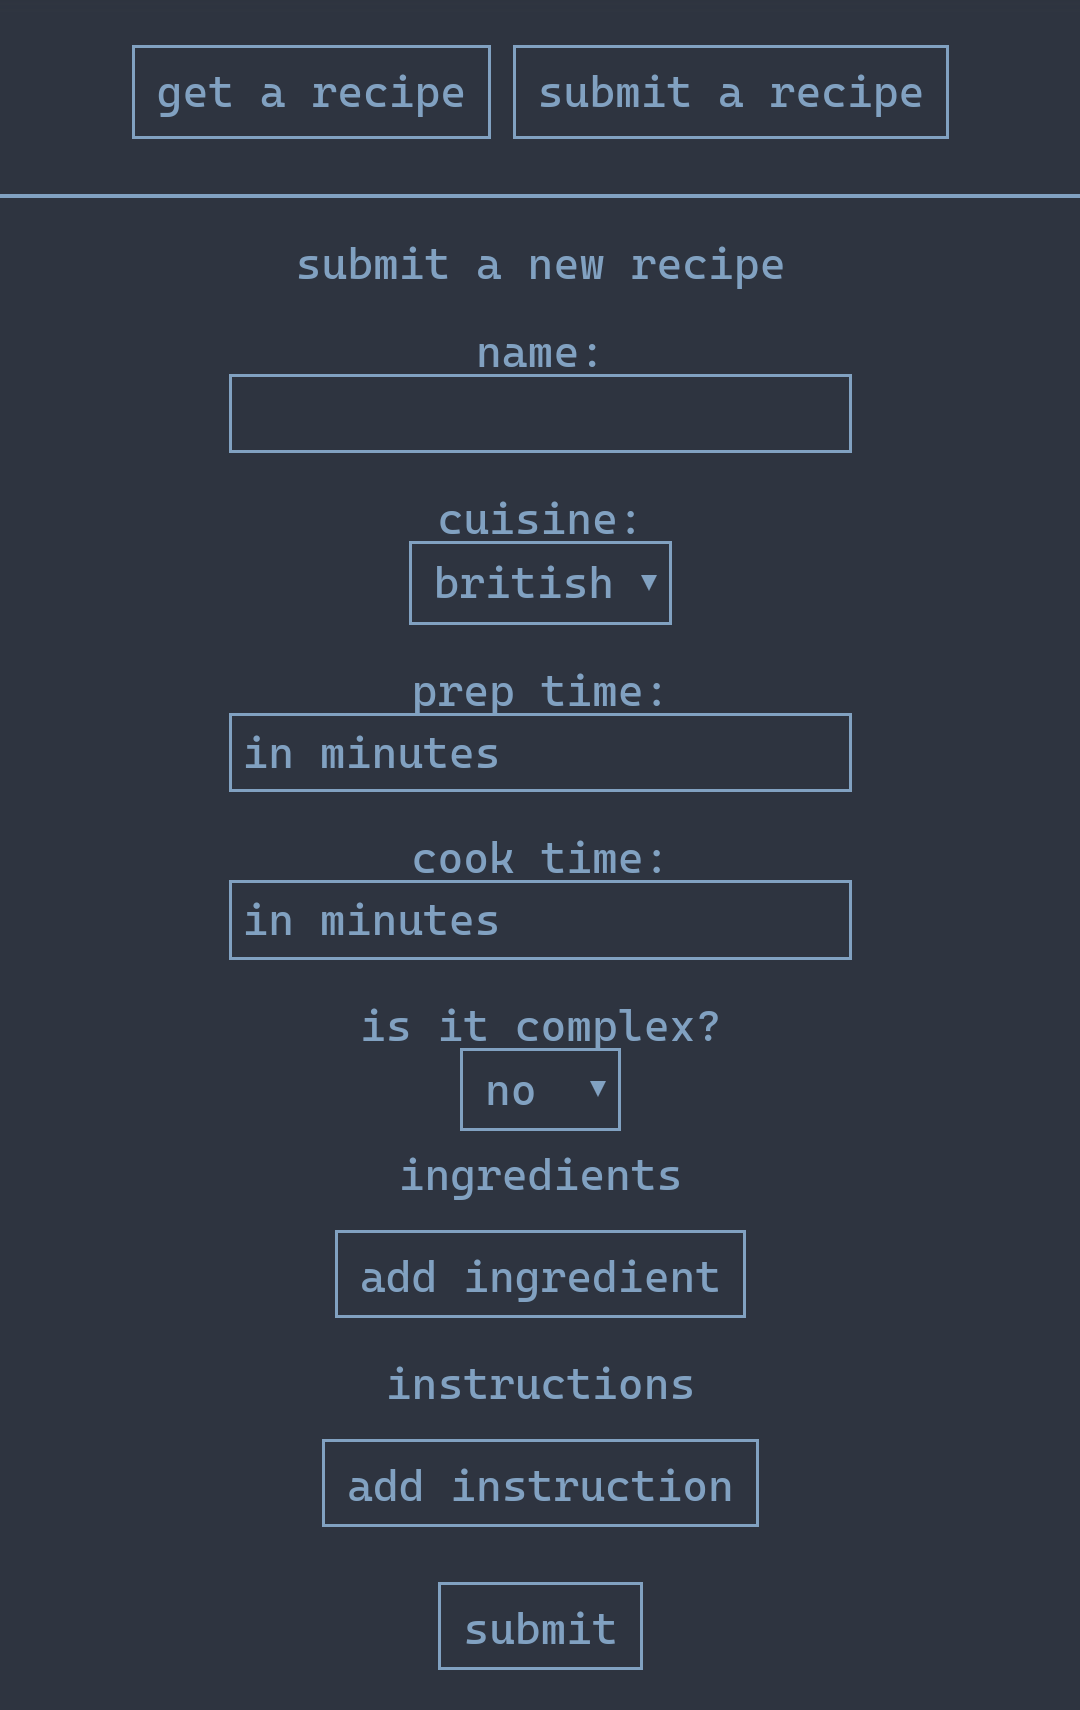 get a recipe submit a recipe
submit a new recipe
name:
cuisine:
british ▼
prep time:
in minutes
cook time:
in minutes
is it complex?
no ▼
ingredients
add ingredient
instructions
add instruction
submit